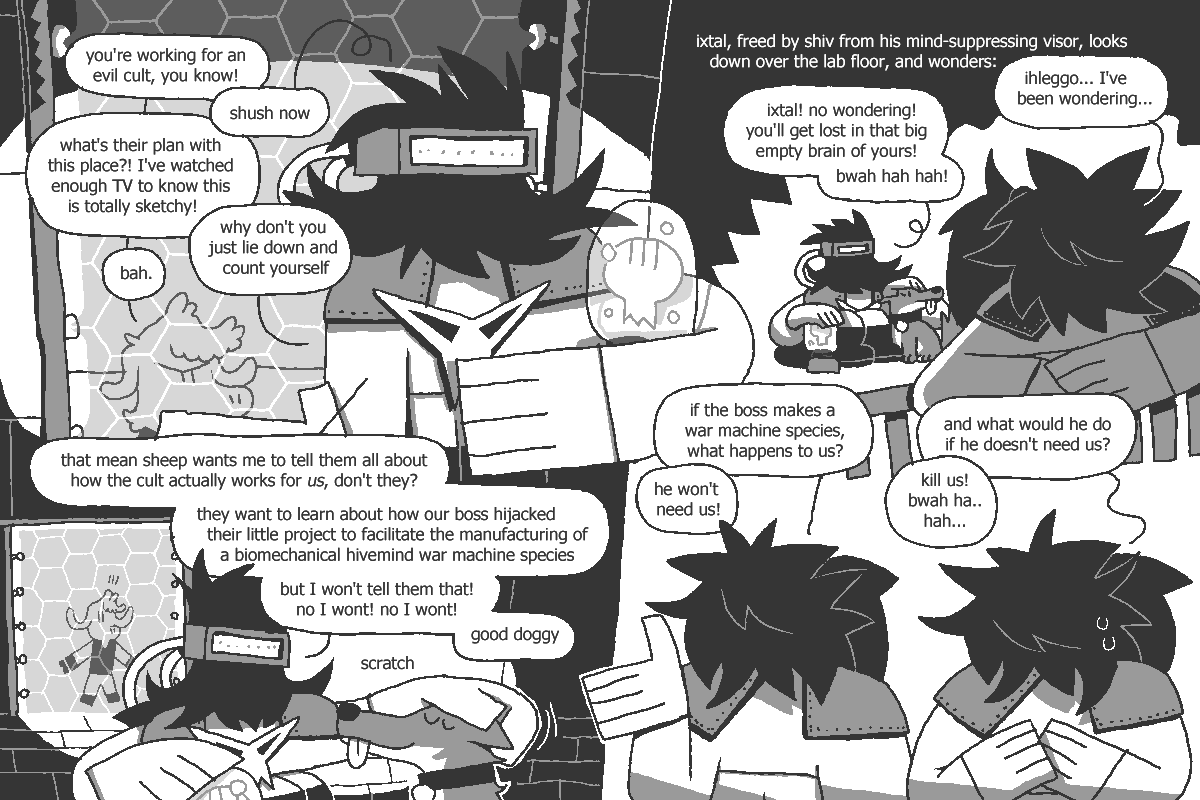 you're working for an
evil cult, you know!
shush now
what's their plan with
this place?! I've watched
enough TV to know this
is totally sketchy!
why don't you
just lie down and
count yourself
bah.
that mean sheep wants me to tell them all about
how the cult actually works for us, don't they?
they want to learn about how our boss hijacked
their little project to facilitate the manufacturing of
a biomechanical hivemind war machine species
but I won't tell them that!
no I wont! no I wont!
good doggy
scratch
ixtal, freed by shiv from his mind-suppressing visor, looks
down over the lab floor, and wonders:
ihleggo... I've
been wondering...
ixtal! no wondering!
you'll get lost in that big
empty brain of yours!
bwah hah hah!
if the boss makes a
war machine species,
what happens to us?
he won't
need us!
and what would he do
if he doesn't need us?
kill us!
bwah ha..
hah...